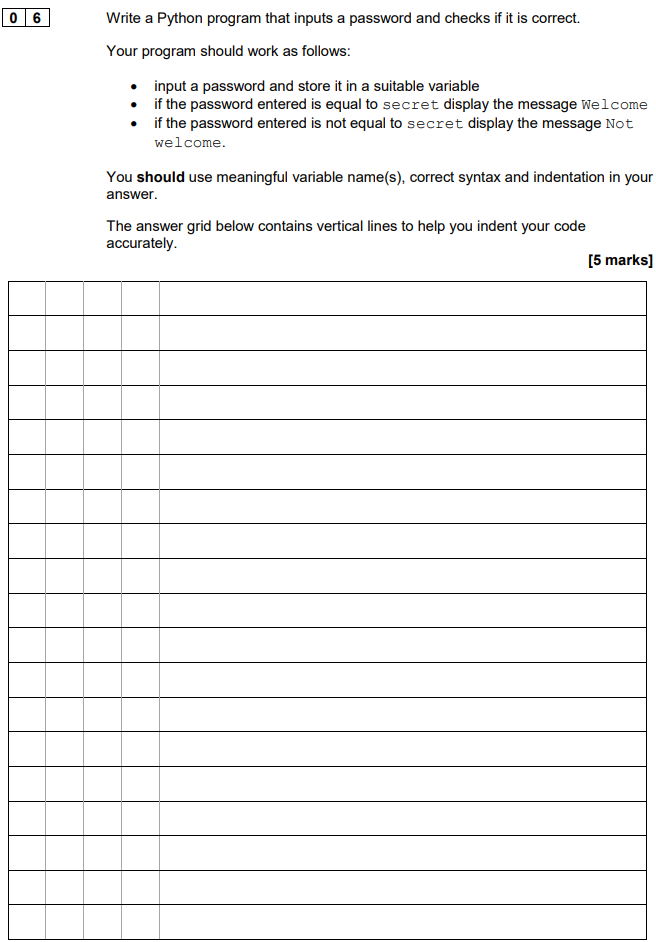 0 6 Write a Python program that inputs a password and checks if it is correct.
Your program should work as follows:
• input a password and store it in a suitable variable
• if the password entered is equal to secret display the message Welcome
• if the password entered is not equal to secret display the message Not
welcome.
You should use meaningful variable name(s), correct syntax and indentation in your
answer.
The answer grid below contains vertical lines to help you indent your code
accurately.
[5 marks]